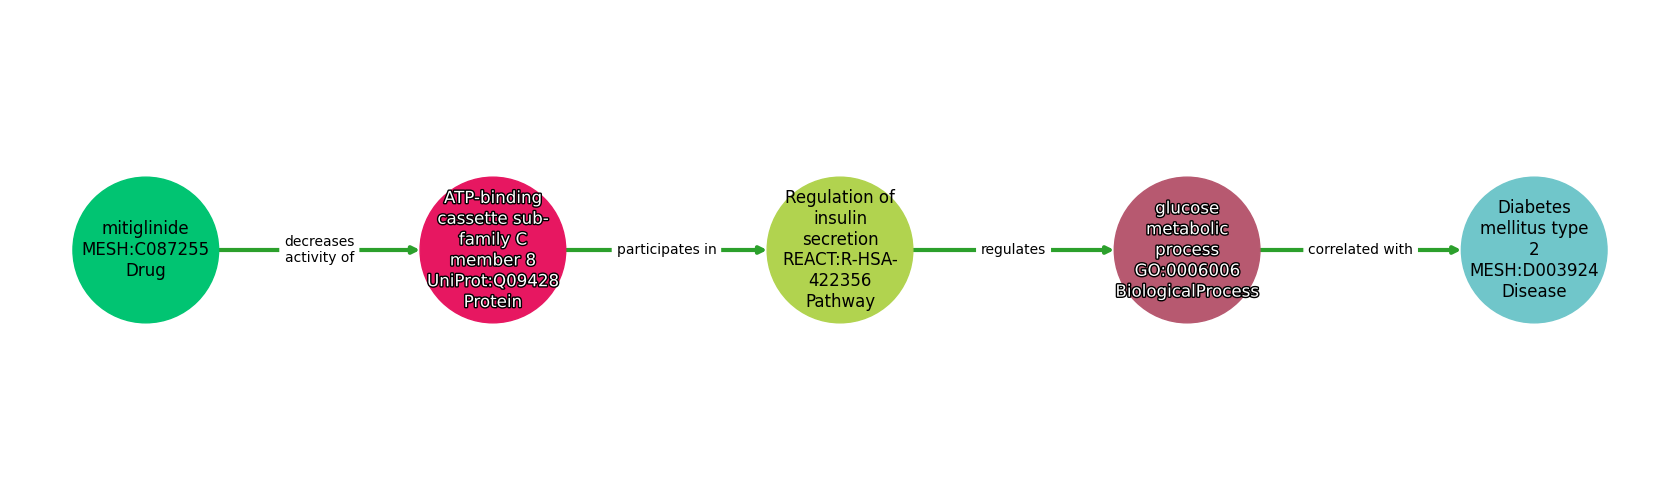 mitiglinide
MESH:C087255
Drug
decreases
activity of
ATP-binding
cassette sub-
family C
member 8
UniProt:Q09428
Protein
participates in
Regulation of
insulin
secretion
REACT:R-HSA-
422356
Pathway
regulates
glucose
metabolic
process
GO:0006006
BiologicalProcess
correlated with
Diabetes
mellitus type
2
MESH:D003924
Disease